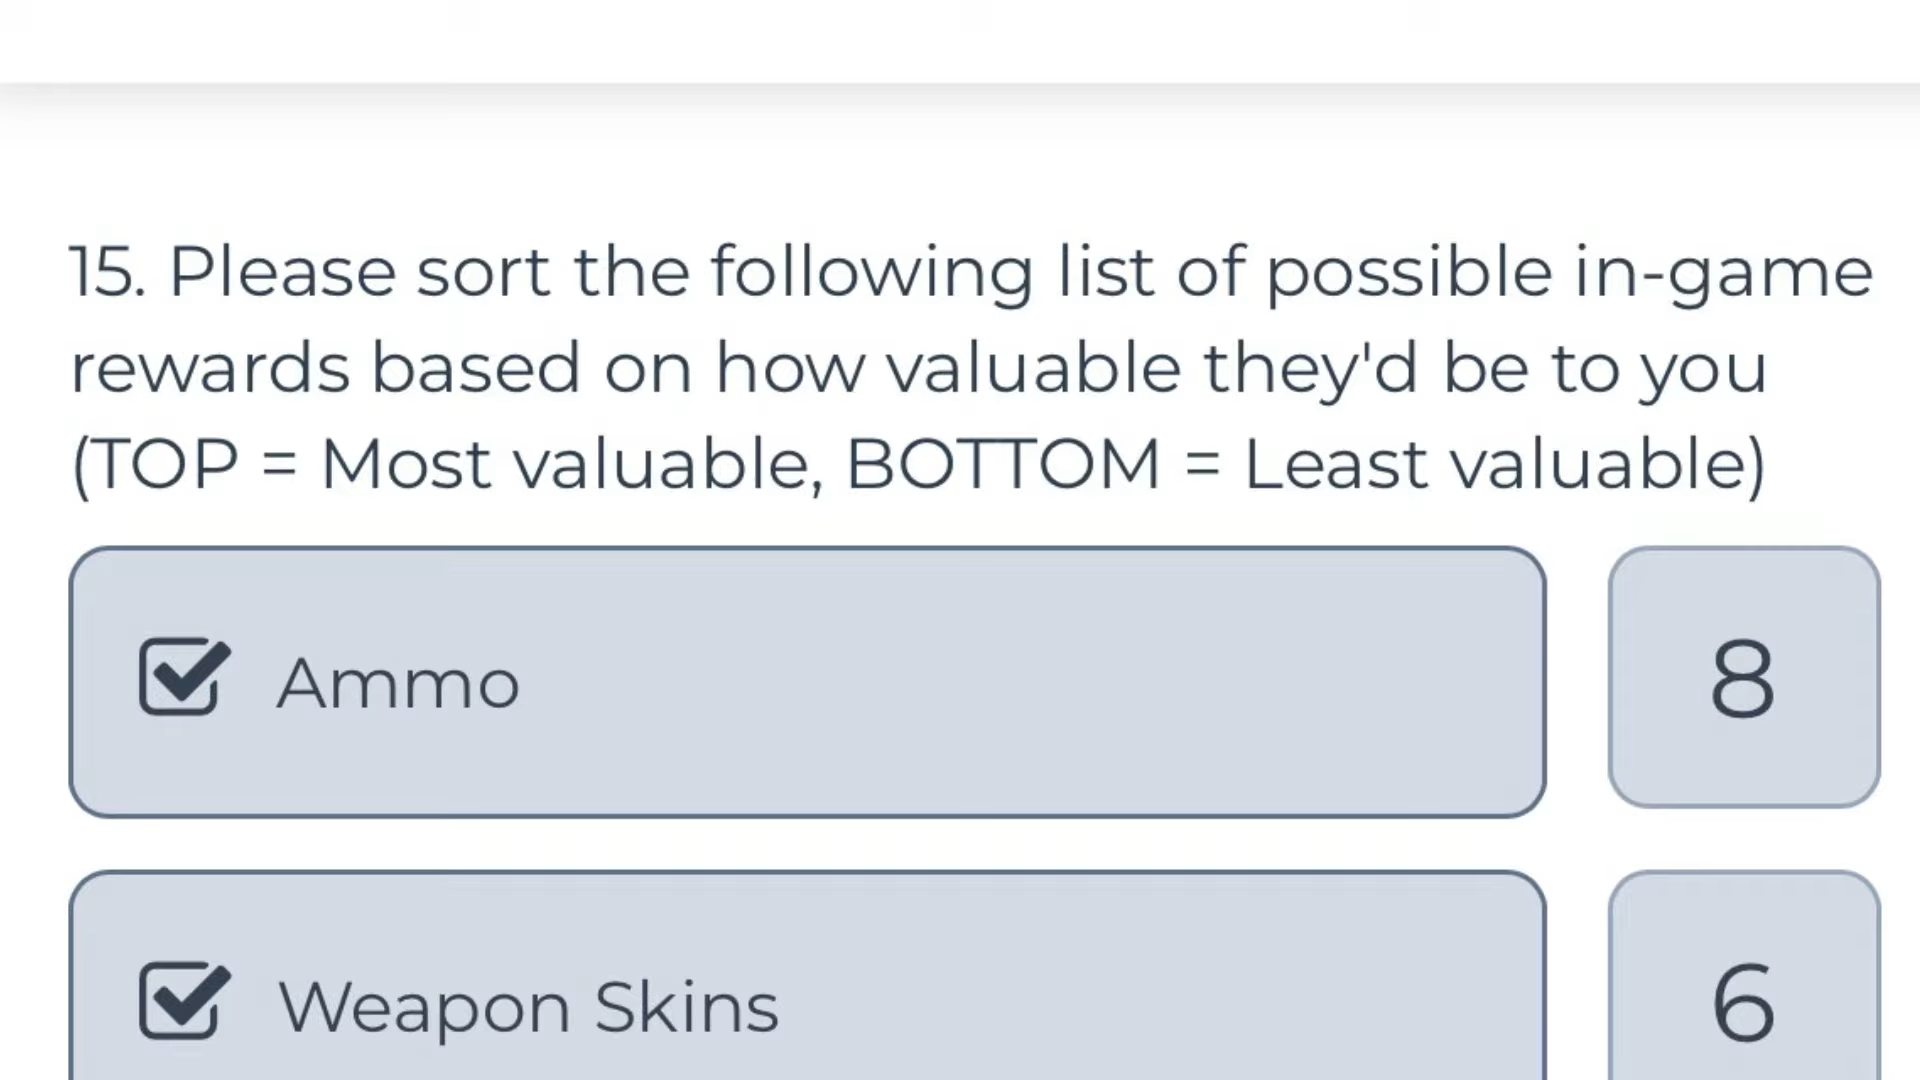 15. Please sort the following list of possible in-game
rewards based on how valuable they'd be to you
(TOP = Most valuable, BOTTOM = Least valuable)
Ammo
8
Weapon Skins
6